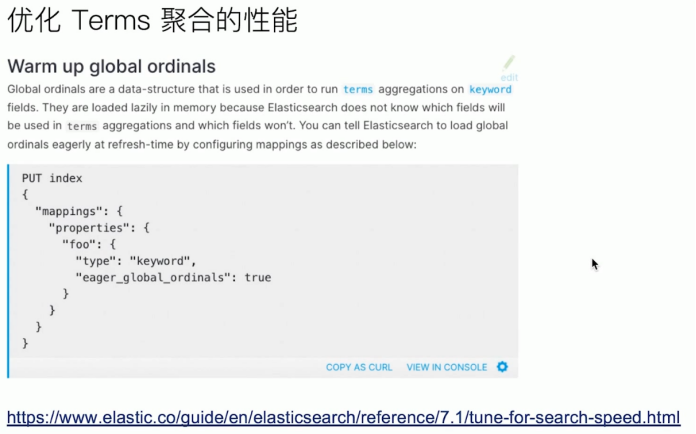 优化 Terms 聚合的性能
Warm up global ordinals
edit
Global ordinals are a data-structure that is used in order to run terms aggregations on keyword
fields. They are loaded lazily in memory because Elasticsearch does not know which fields will
be used in terms aggregations and which fields won't. You can tell Elasticsearch to load global
ordinals eagerly at refresh-time by configuring mappings as described below:
PUT index
{
  "mappings": {
    "properties": {
      "foo": {
        "type": "keyword",
        "eager_global_ordinals": true
      }
    }
  }
}
COPY AS CURL VIEW IN CONSOLE
https://www.elastic.co/guide/en/elasticsearch/reference/7.1/tune-for-search-speed.html